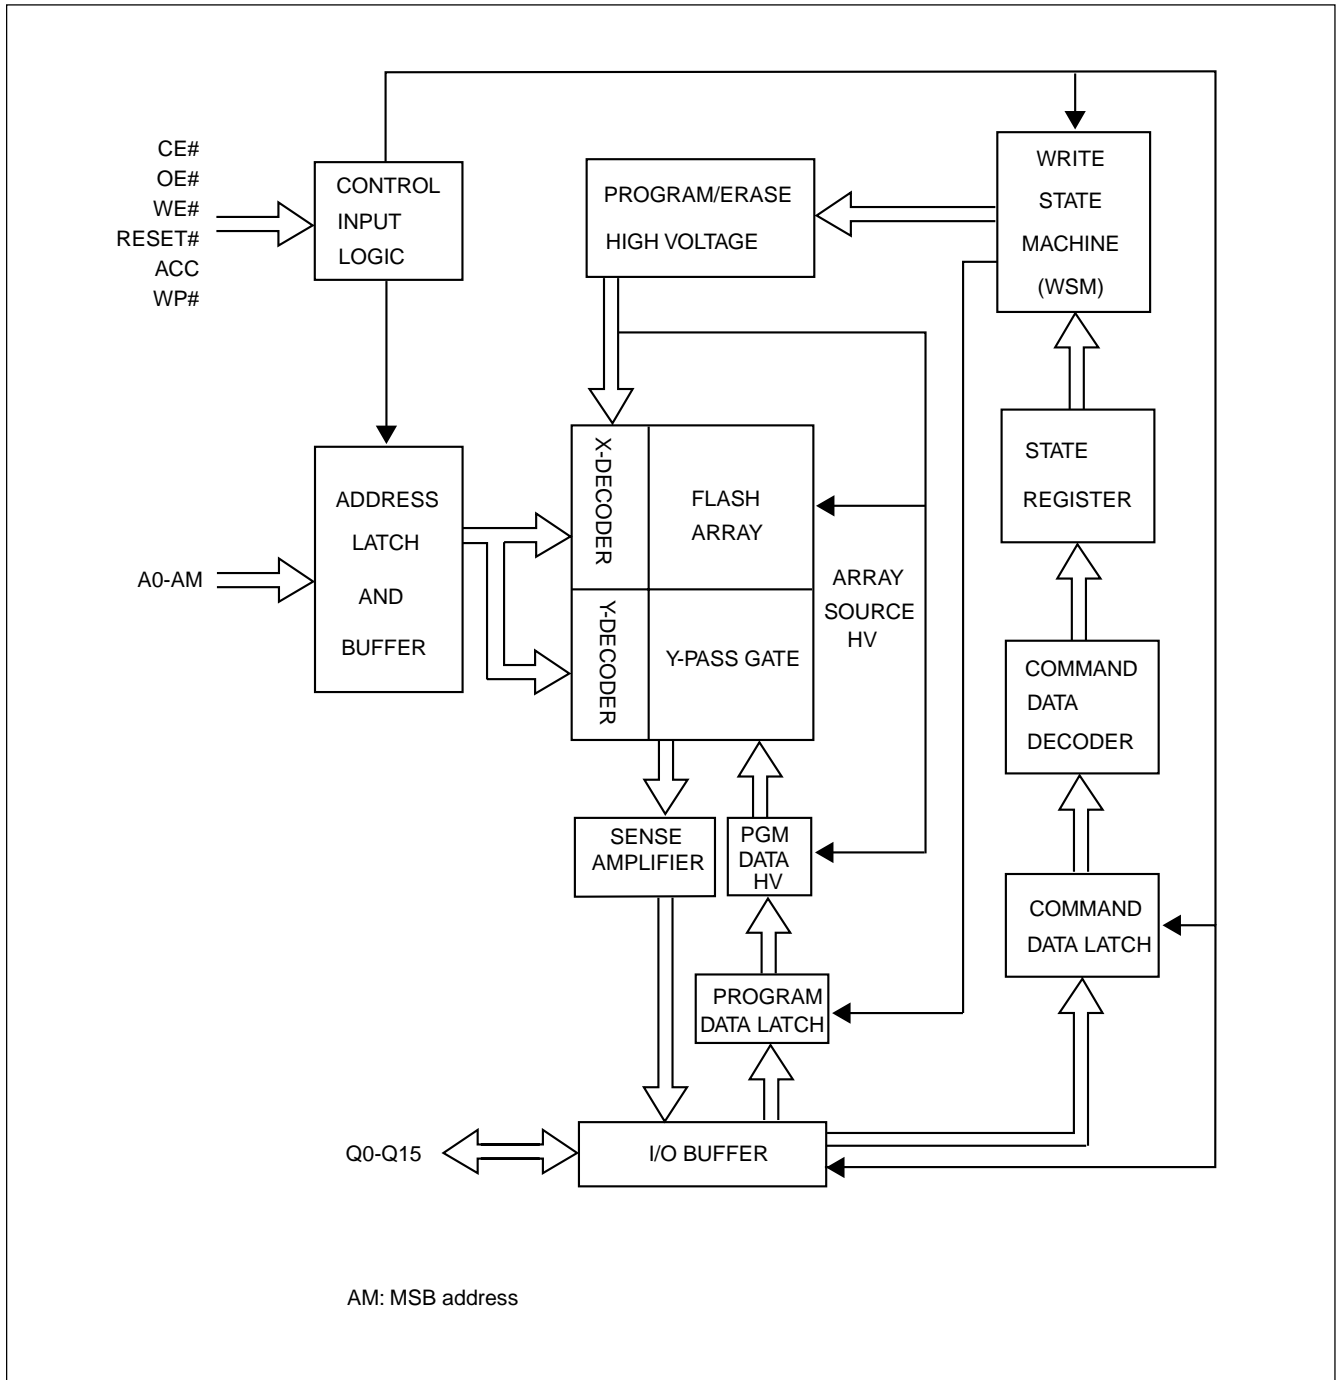 CE#
OE#
WE#
RESET#
ACC
WP#
CONTROL
INPUT
LOGIC
PROGRAM/ERASE
HIGH VOLTAGE
WRITE
STATE
MACHINE
(WSM)
STATE
REGISTER
A0-AM
ADDRESS
LATCH
AND
BUFFER
X-DECODER
FLASH
ARRAY
Y-DECODER
Y-PASS GATE
ARRAY
SOURCE
HV
COMMAND
DATA
DECODER
SENSE
AMPLIFIER
PGM
DATA
HV
COMMAND
DATA LATCH
PROGRAM
DATA LATCH
Q0-Q15
I/O BUFFER
AM: MSB address